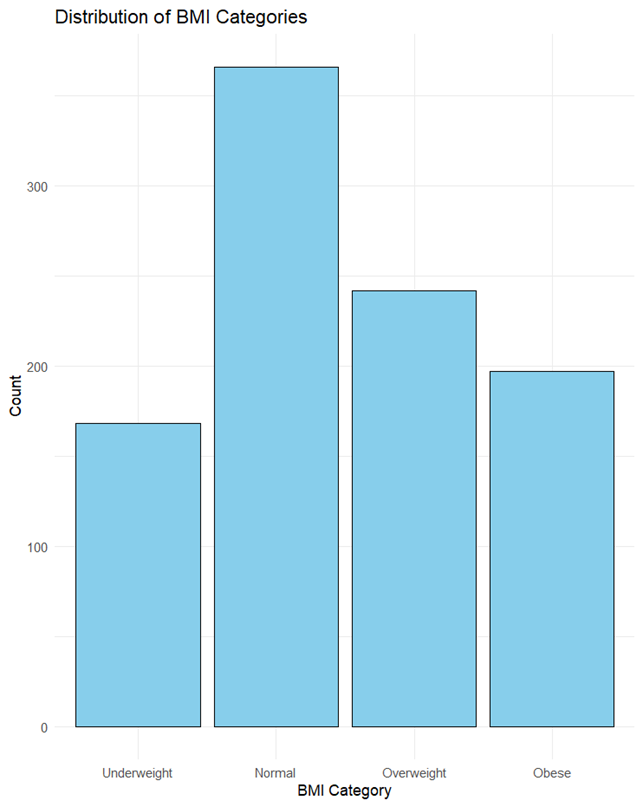 Distribution of BMI Categories
Count
300
200
100
0
Underweight Normal Overweight Obese
BMI Category